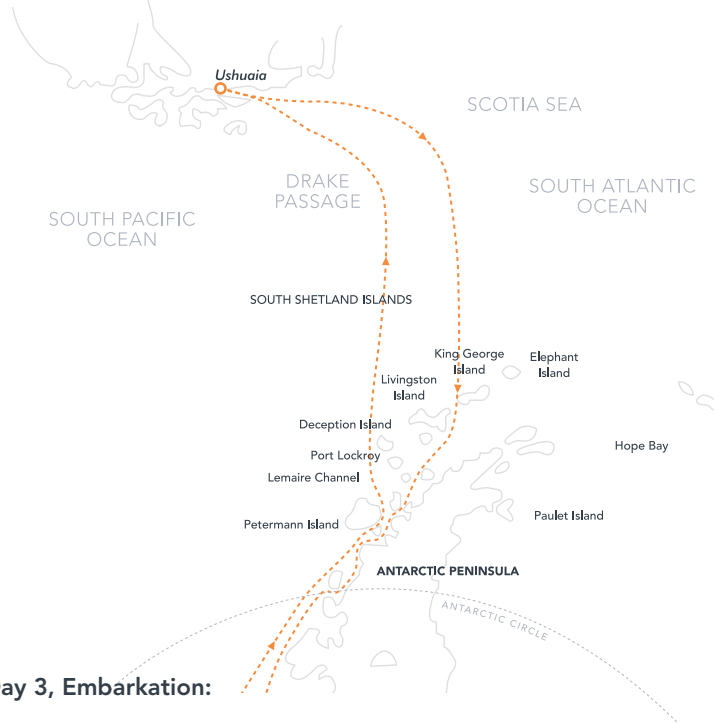 Ushuaia
SCOTIA SEA
DRAKE
PASSAGE
SOUTH ATLANTIC
OCEAN
SOUTH PACIFIC
OCEAN
SOUTH SHETLAND ISLANDS
King George
Island
Elephant
Island
Livingston
Island
Deception Island
Hope Bay
Port Lockroy
Lemaire Channel
Paulet Island
Petermann Island
ANTARCTIC PENINSULA
ANTARCTIC CIRCLE
ay 3, Embarkation: